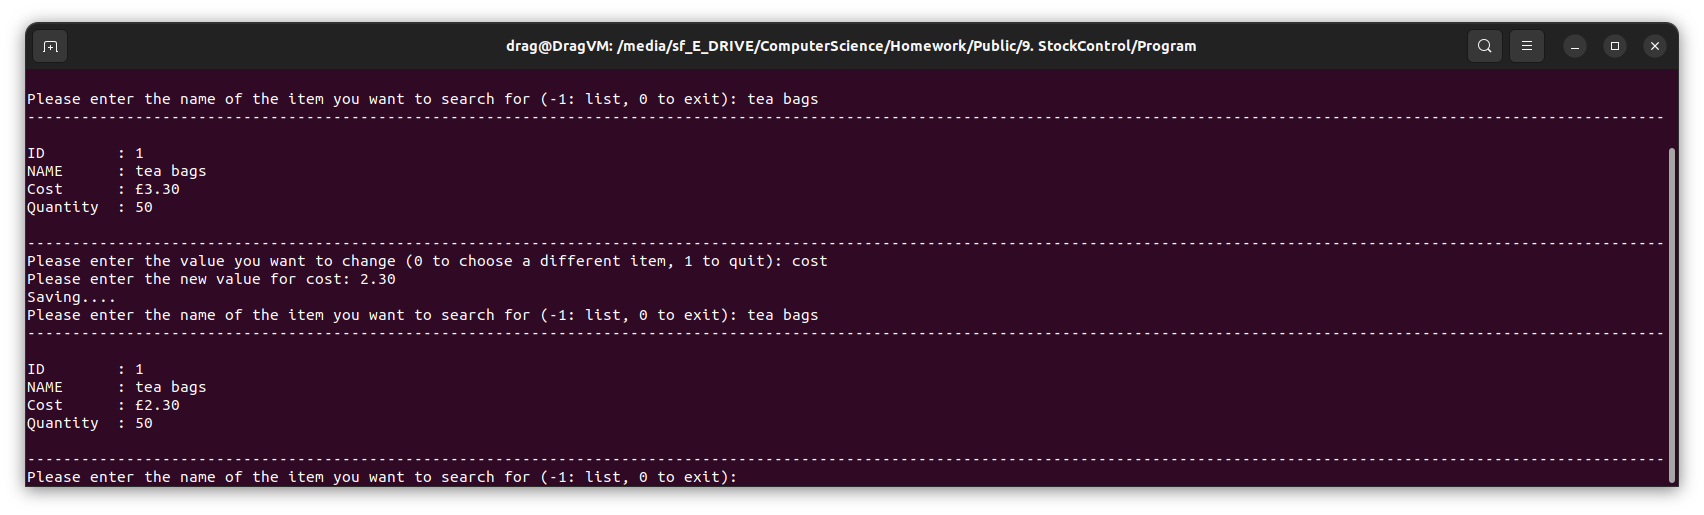 drag@DragVM: /media/sf_E_DRIVE/ComputerScience/Homework/Public/9. StockControl/Program
Please enter the name of the item you want to search for (-1: list, 0 to exit): tea bags
--------------------------------------------------------------------------------------------------------------------------------------------------------------------------------------
ID        : 1
NAME      : tea bags
Cost      : £3.30
Quantity  : 50
--------------------------------------------------------------------------------------------------------------------------------------------------------------------------------------
Please enter the value you want to change (0 to choose a different item, 1 to quit): cost
Please enter the new value for cost: 2.30
Saving....
Please enter the name of the item you want to search for (-1: list, 0 to exit): tea bags
--------------------------------------------------------------------------------------------------------------------------------------------------------------------------------------
ID        : 1
NAME      : tea bags
Cost      : £2.30
Quantity  : 50
--------------------------------------------------------------------------------------------------------------------------------------------------------------------------------------
Please enter the name of the item you want to search for (-1: list, 0 to exit):